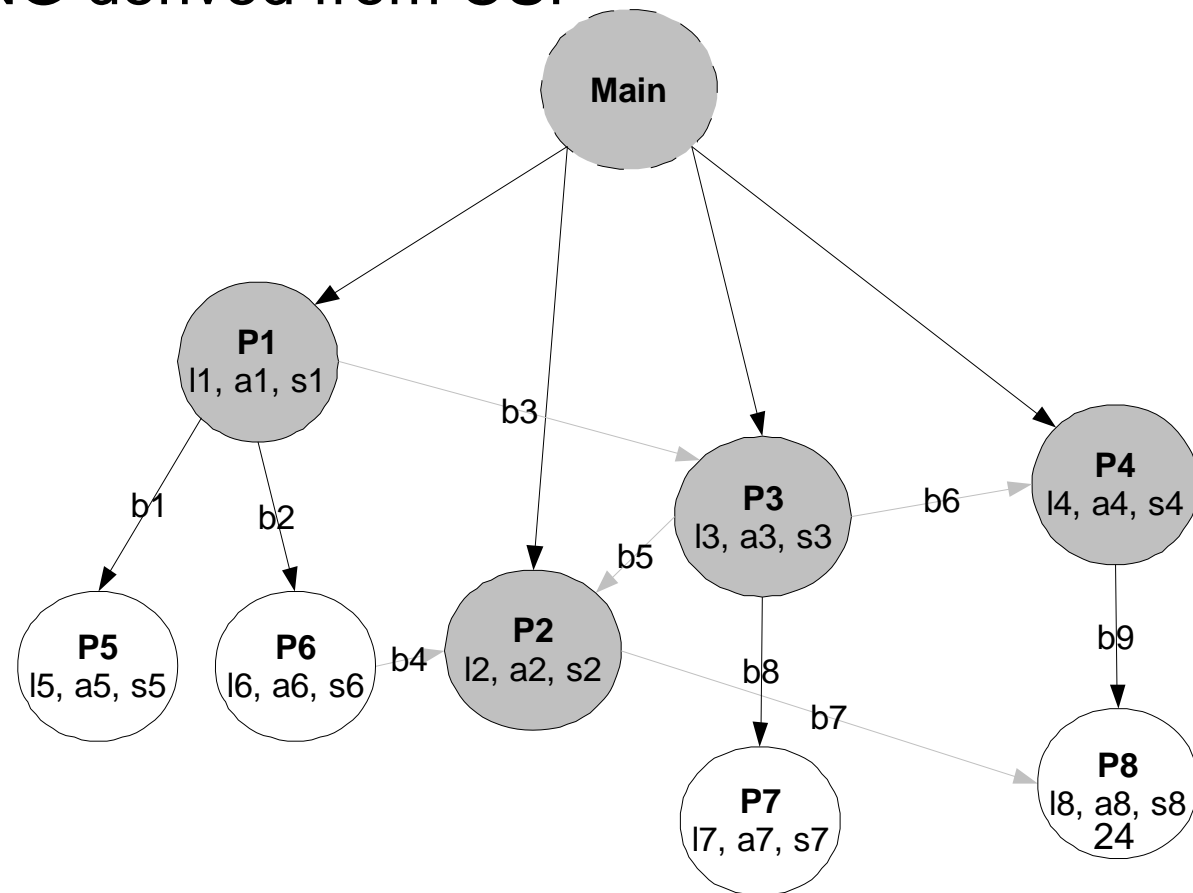 derived from
Main
P1
l1, a1, s1
b3
P4
l4, a4, s4
P3
l3, a3, s3
b6
b1
b2
b5
P2
l2, a2, s2
P5
l5, a5, s5
P6
l6, a6, s6
b4
b8
b9
b7
P7
l7, a7, s7
P8
l8, a8, s8
24